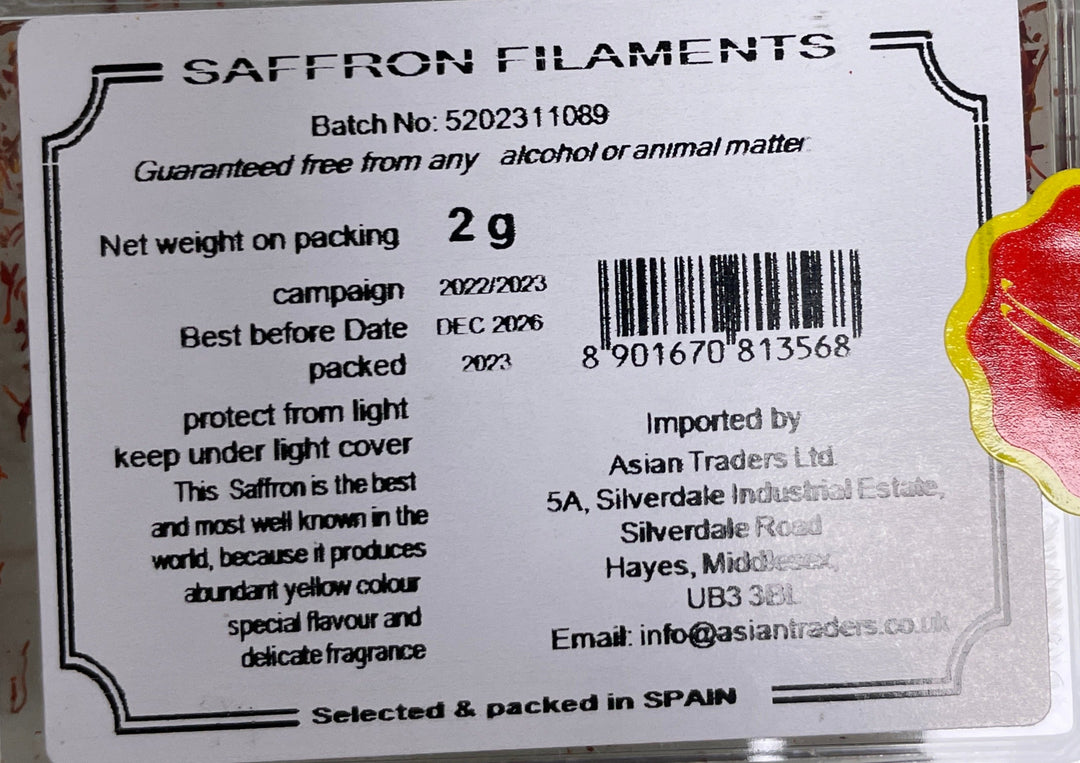 SAFFRON FILAMENTS
Batch No: 5202311089
Guaranteed free from any alcohol or animal matter
Net weight on packing 2 g
campaign 2022/2023
Best before Date DEC 2026
packed 2023
8 901670 813568
protect from light
keep under light cover
This Saffron is the best
and most well known in the
world, because it produces
abundant yellow colour
special flavour and
delicate fragrance
Imported by
Asian Traders Ltd
5A, Silverdale Industrial Estate,
Silverdale Road
Hayes, Middlesex,
UB3 3BL
Email: info@asiantraders.co.uk
Selected & packed in SPAIN